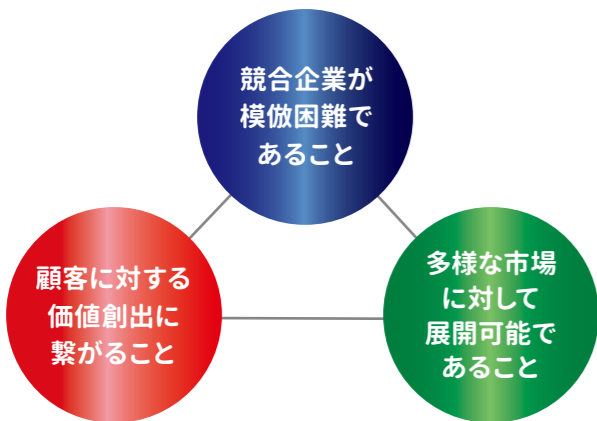 競合企業が
模倣困難で
あること
顧客に対する
価値創出に
繋がること
多様な市場
に対して
展開可能で
あること